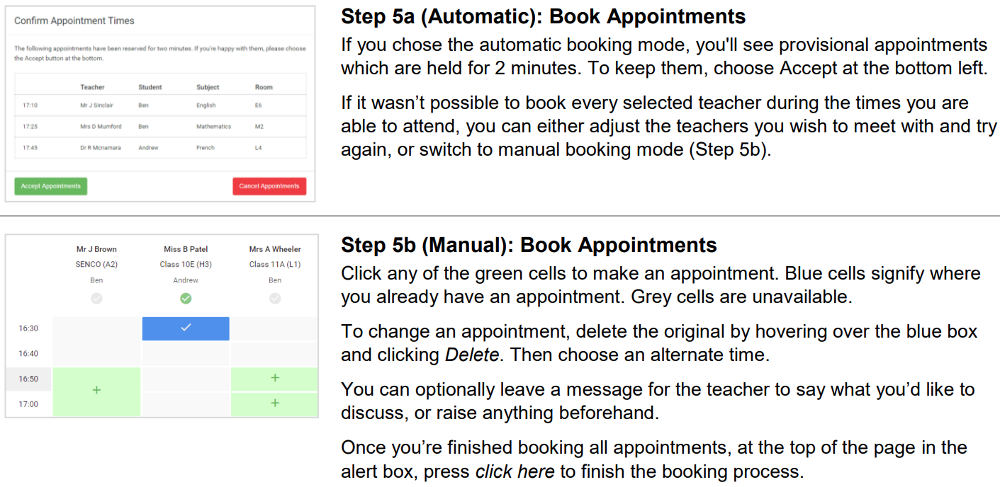 Confirm Appointment Times
The following appointments have been reserved for two minutes. If you're happy with them, please choose
the Accept button at the bottom.
Teacher Student Subject Room
17:10 Mr J Sinclair Ben English E6
17:25 Mrs D Mumford Ben Mathematics M2
17:45 Dr R Mcnamara Andrew French L4
Accept Appointments Cancel Appointments
Step 5a (Automatic): Book Appointments
If you chose the automatic booking mode, you'll see provisional appointments
which are held for 2 minutes. To keep them, choose Accept at the bottom left.
If it wasn’t possible to book every selected teacher during the times you are
able to attend, you can either adjust the teachers you wish to meet with and try
again, or switch to manual booking mode (Step 5b).
Mr J Brown Miss B Patel Mrs A Wheeler
SENCO (A2) Class 10E (H3) Class 11A (L1)
Ben Andrew Ben
16:30
16:40
16:50 +
+
17:00 +
Step 5b (Manual): Book Appointments
Click any of the green cells to make an appointment. Blue cells signify where
you already have an appointment. Grey cells are unavailable.
To change an appointment, delete the original by hovering over the blue box
and clicking Delete. Then choose an alternate time.
You can optionally leave a message for the teacher to say what you’d like to
discuss, or raise anything beforehand.
Once you’re finished booking all appointments, at the top of the page in the
alert box, press click here to finish the booking process.